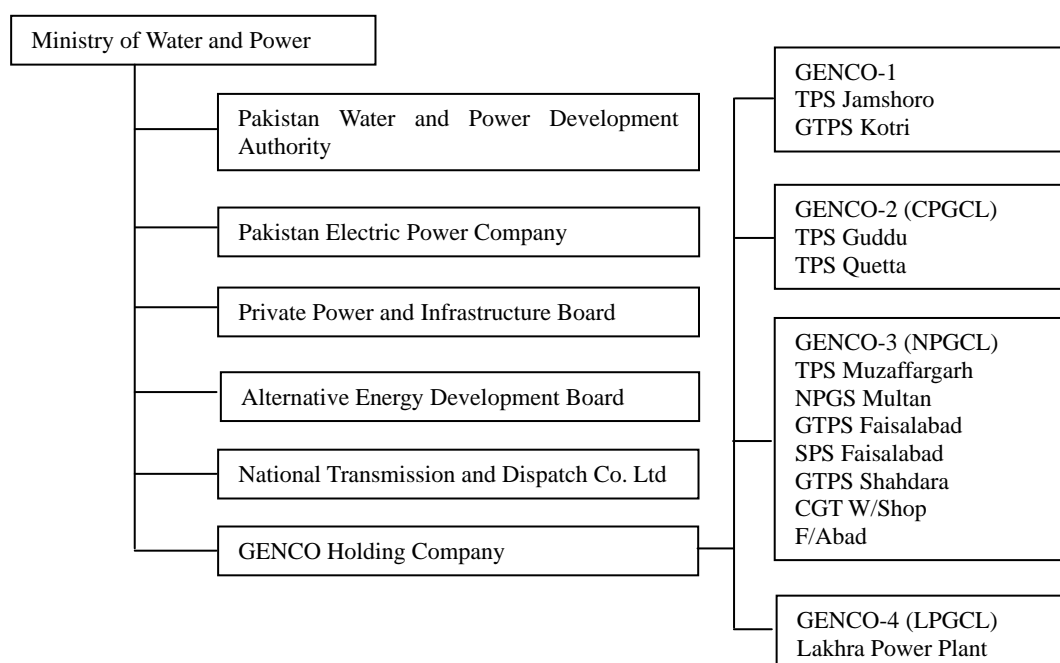 Ministry of Water and Power
Pakistan Water and Power Development
Authority
Pakistan Electric Power Company
Private Power and Infrastructure Board
Alternative Energy Development Board
National Transmission and Dispatch Co. Ltd
GENCO Holding Company
GENCO-1
TPS Jamshoro
GTPS Kotri
GENCO-2 (CPGCL)
TPS Guddu
TPS Quetta
GENCO-3 (NPGCL)
TPS Muzaffargarh
NPGS Multan
GTPS Faisalabad
SPS Faisalabad
GTPS Shahdara
CGT W/Shop
F/Abad
GENCO-4 (LPGCL)
Lakhra Power Plant